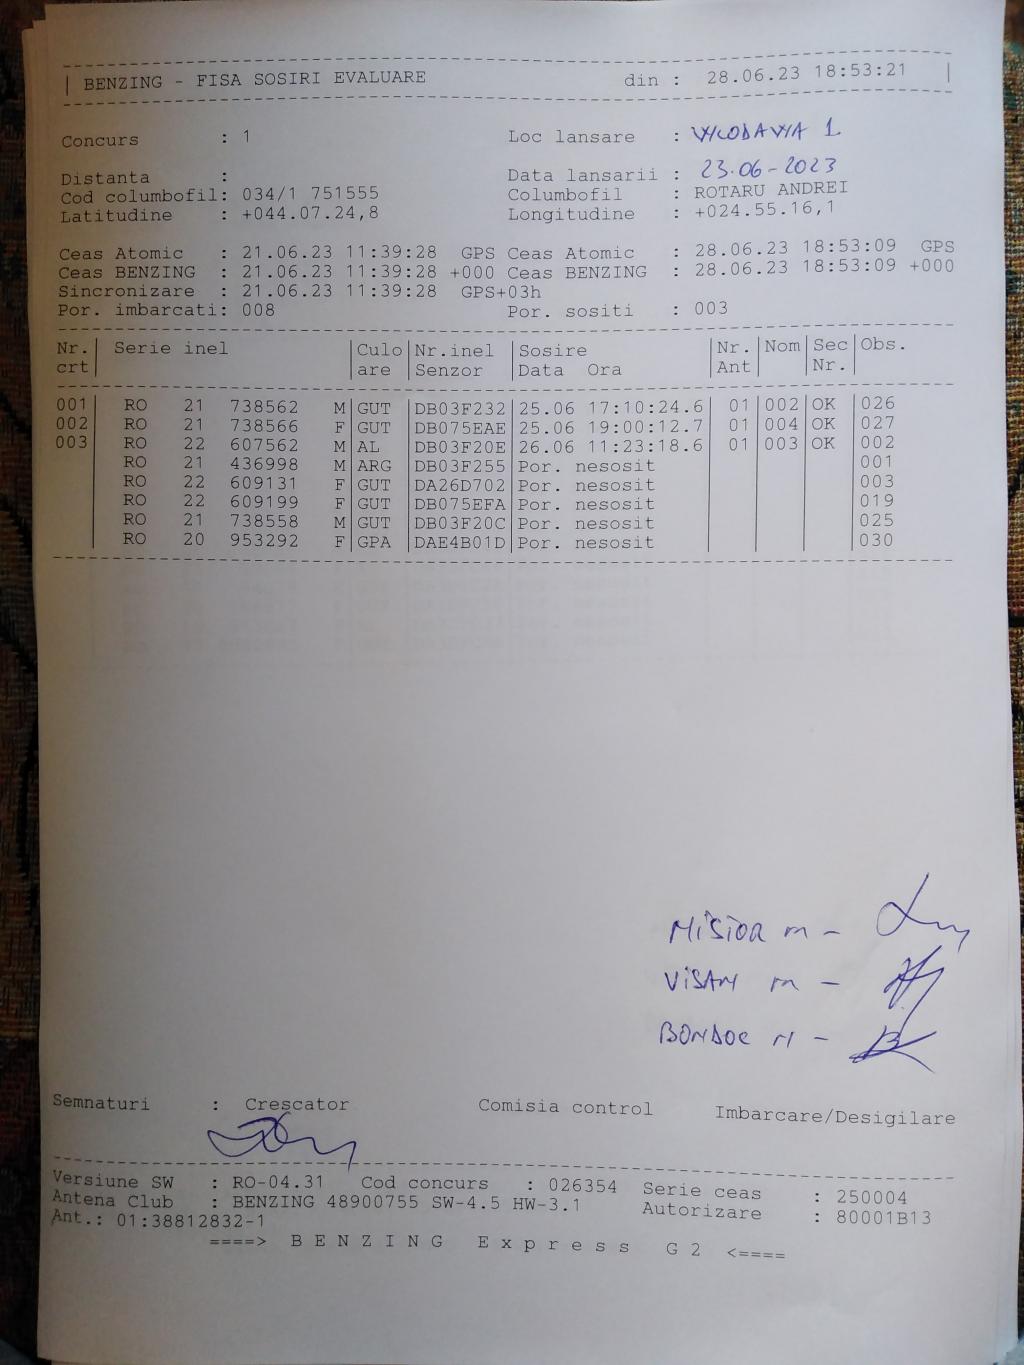 BENZING - FISA SOSIRI EVALUARE din : 28.06.23 18:53:21
Concurs : 1 Loc lansare : WLODAWA 1
Distanta : Data lansarii : 23-06-2023
Cod columbofil: 034/1 751555 Columbofil : ROTARU ANDREI
Latitudine : +044.07.24,8 Longitudine : +024.55.16,1
Ceas Atomic : 21.06.23 11:39:28 GPS Ceas Atomic : 28.06.23 18:53:09 GPS
Ceas BENZING : 21.06.23 11:39:28 +000 Ceas BENZING : 28.06.23 18:53:09 +000
Sincronizare : 21.06.23 11:39:28 GPS+03h
Por. imbarcati: 008 Por. sositi : 003
Nr. Serie inel Culo Nr.inel Sosire Nr. Nom Sec Obs.
crt are Senzor Data Ora Ant Nr.
001 RO 21 738562 M GUT DB03F232 25.06 17:10:24.6 01 002 OK 026
002 RO 21 738566 F GUT DB075EAE 25.06 19:00:12.7 01 004 OK 027
003 RO 22 607562 M AL DB03F20E 26.06 11:23:18.6 01 003 OK 002
RO 21 436998 M ARG DB03F255 Por. nesosit 001
RO 22 609131 F GUT DA26D702 Por. nesosit 003
RO 22 609199 F GUT DB075EFA Por. nesosit 019
RO 21 738558 M GUT DB03F20C Por. nesosit 025
RO 20 953292 F GPA DAE4B01D Por. nesosit 030
MISIOR M -
VISAN M -
BONDOC N -
Semnaturi : Crescator Comisia control Imbarcare/Desigilare
Versiune SW : RO-04.31 Cod concurs : 026354 Serie ceas : 250004
Antena Club : BENZING 48900755 SW-4.5 HW-3.1 Autorizare : 80001B13
Ant.: 01:38812832-1
====> B E N Z I N G E x p r e s s G 2 <====